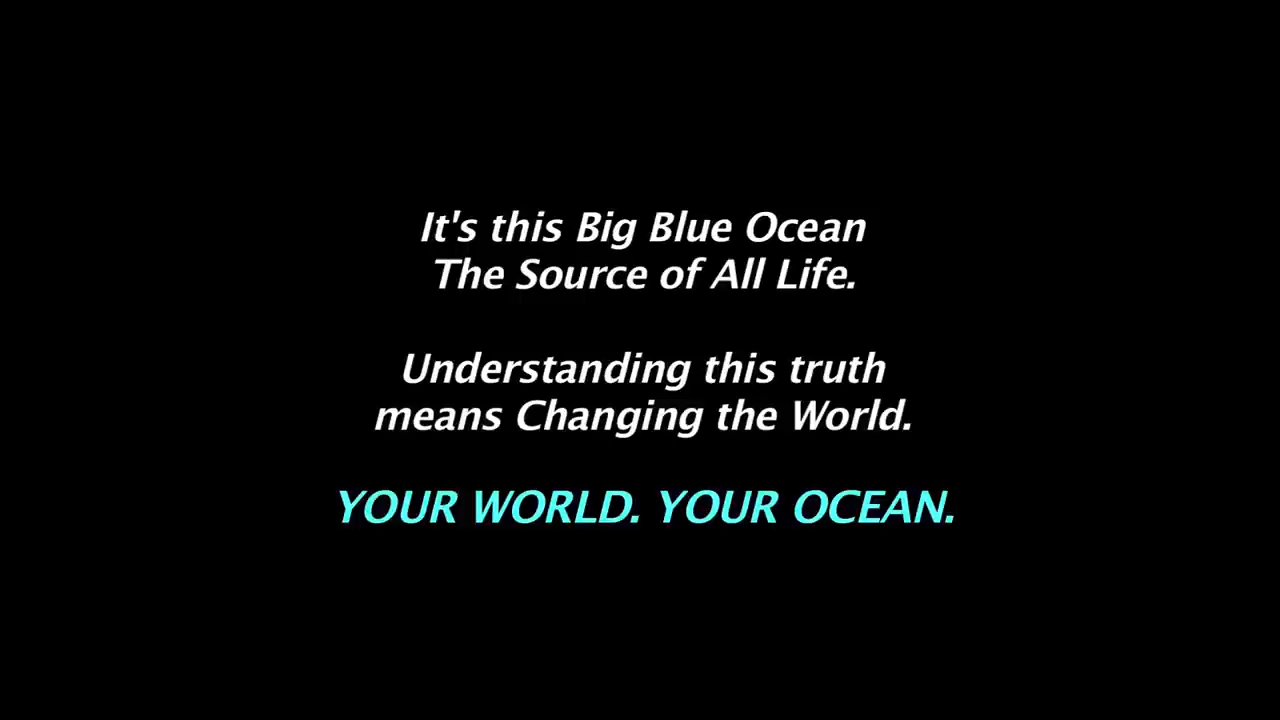 It's this Big Blue Ocean
The Source of All Life.
Understanding this truth
means Changing the World.
YOUR WORLD. YOUR OCEAN.